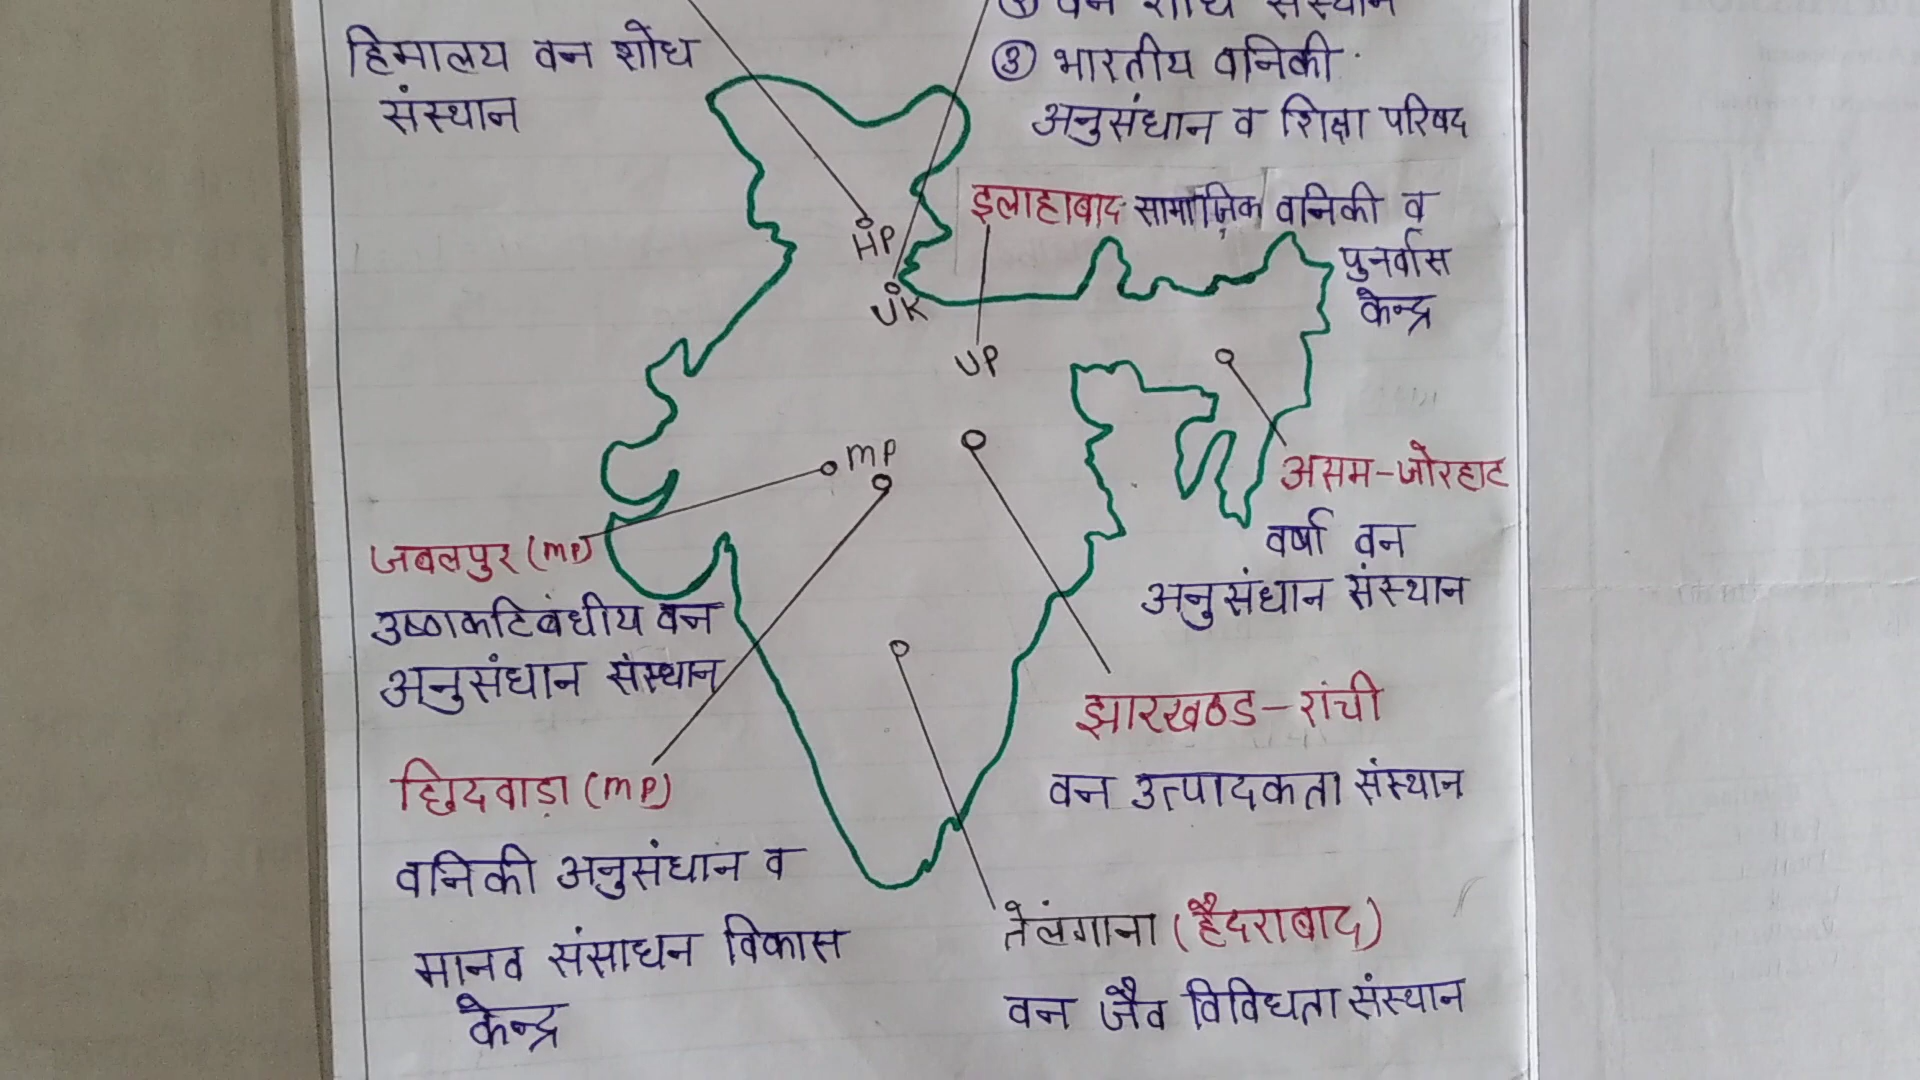 हिमालय वन शोध
संस्थान
वन शोध संस्थान
③ भारतीय वनिकी
अनुसंधान व शिक्षा परिषद
इलाहाबाद- सामाजिक वनिकी व
पुनर्वास
केन्द्र
HP
UK
UP
MP
असम-जोरहाट
वर्षा वन
अनुसंधान संस्थान
जबलपुर (MP)
उष्णकटिबंधीय वन
अनुसंधान संस्थान
झारखण्ड-रांची
वन उत्पादकता संस्थान
छिदवाड़ा (MP)
वनिकी अनुसंधान व
मानव संसाधन विकास
केन्द्र
तेलंगाना (हैदराबाद)
वन जैव विविधता संस्थान